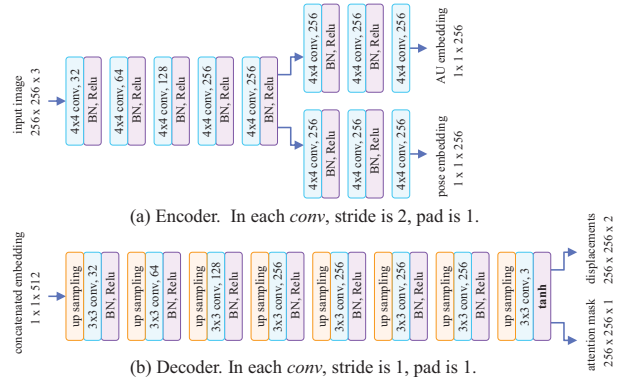 input image
256 x 256 x 3
4x4 conv, 32
BN, Relu
4x4 conv, 64
BN, Relu
4x4 conv, 128
BN, Relu
4x4 conv, 256
BN, Relu
4x4 conv, 256
BN, Relu
4x4 conv, 256
BN, Relu
4x4 conv, 256
BN, Relu
4x4 conv, 256
AU embedding
1 x 1 x 256
4x4 conv, 256
BN, Relu
4x4 conv, 256
BN, Relu
4x4 conv, 256
pose embedding
1 x 1 x 256
(a) Encoder. In each conv, stride is 2, pad is 1.
concatenated embedding
1 x 1 x 512
up sampling
3x3 conv, 32
BN, Relu
up sampling
3x3 conv, 64
BN, Relu
up sampling
3x3 conv, 128
BN, Relu
up sampling
3x3 conv, 256
BN, Relu
up sampling
3x3 conv, 256
BN, Relu
up sampling
3x3 conv, 256
BN, Relu
up sampling
3x3 conv, 256
BN, Relu
up sampling
3x3 conv, 3
tanh
displacements
256 x 256 x 2
attention mask
256 x 256 x 1
(b) Decoder. In each conv, stride is 1, pad is 1.